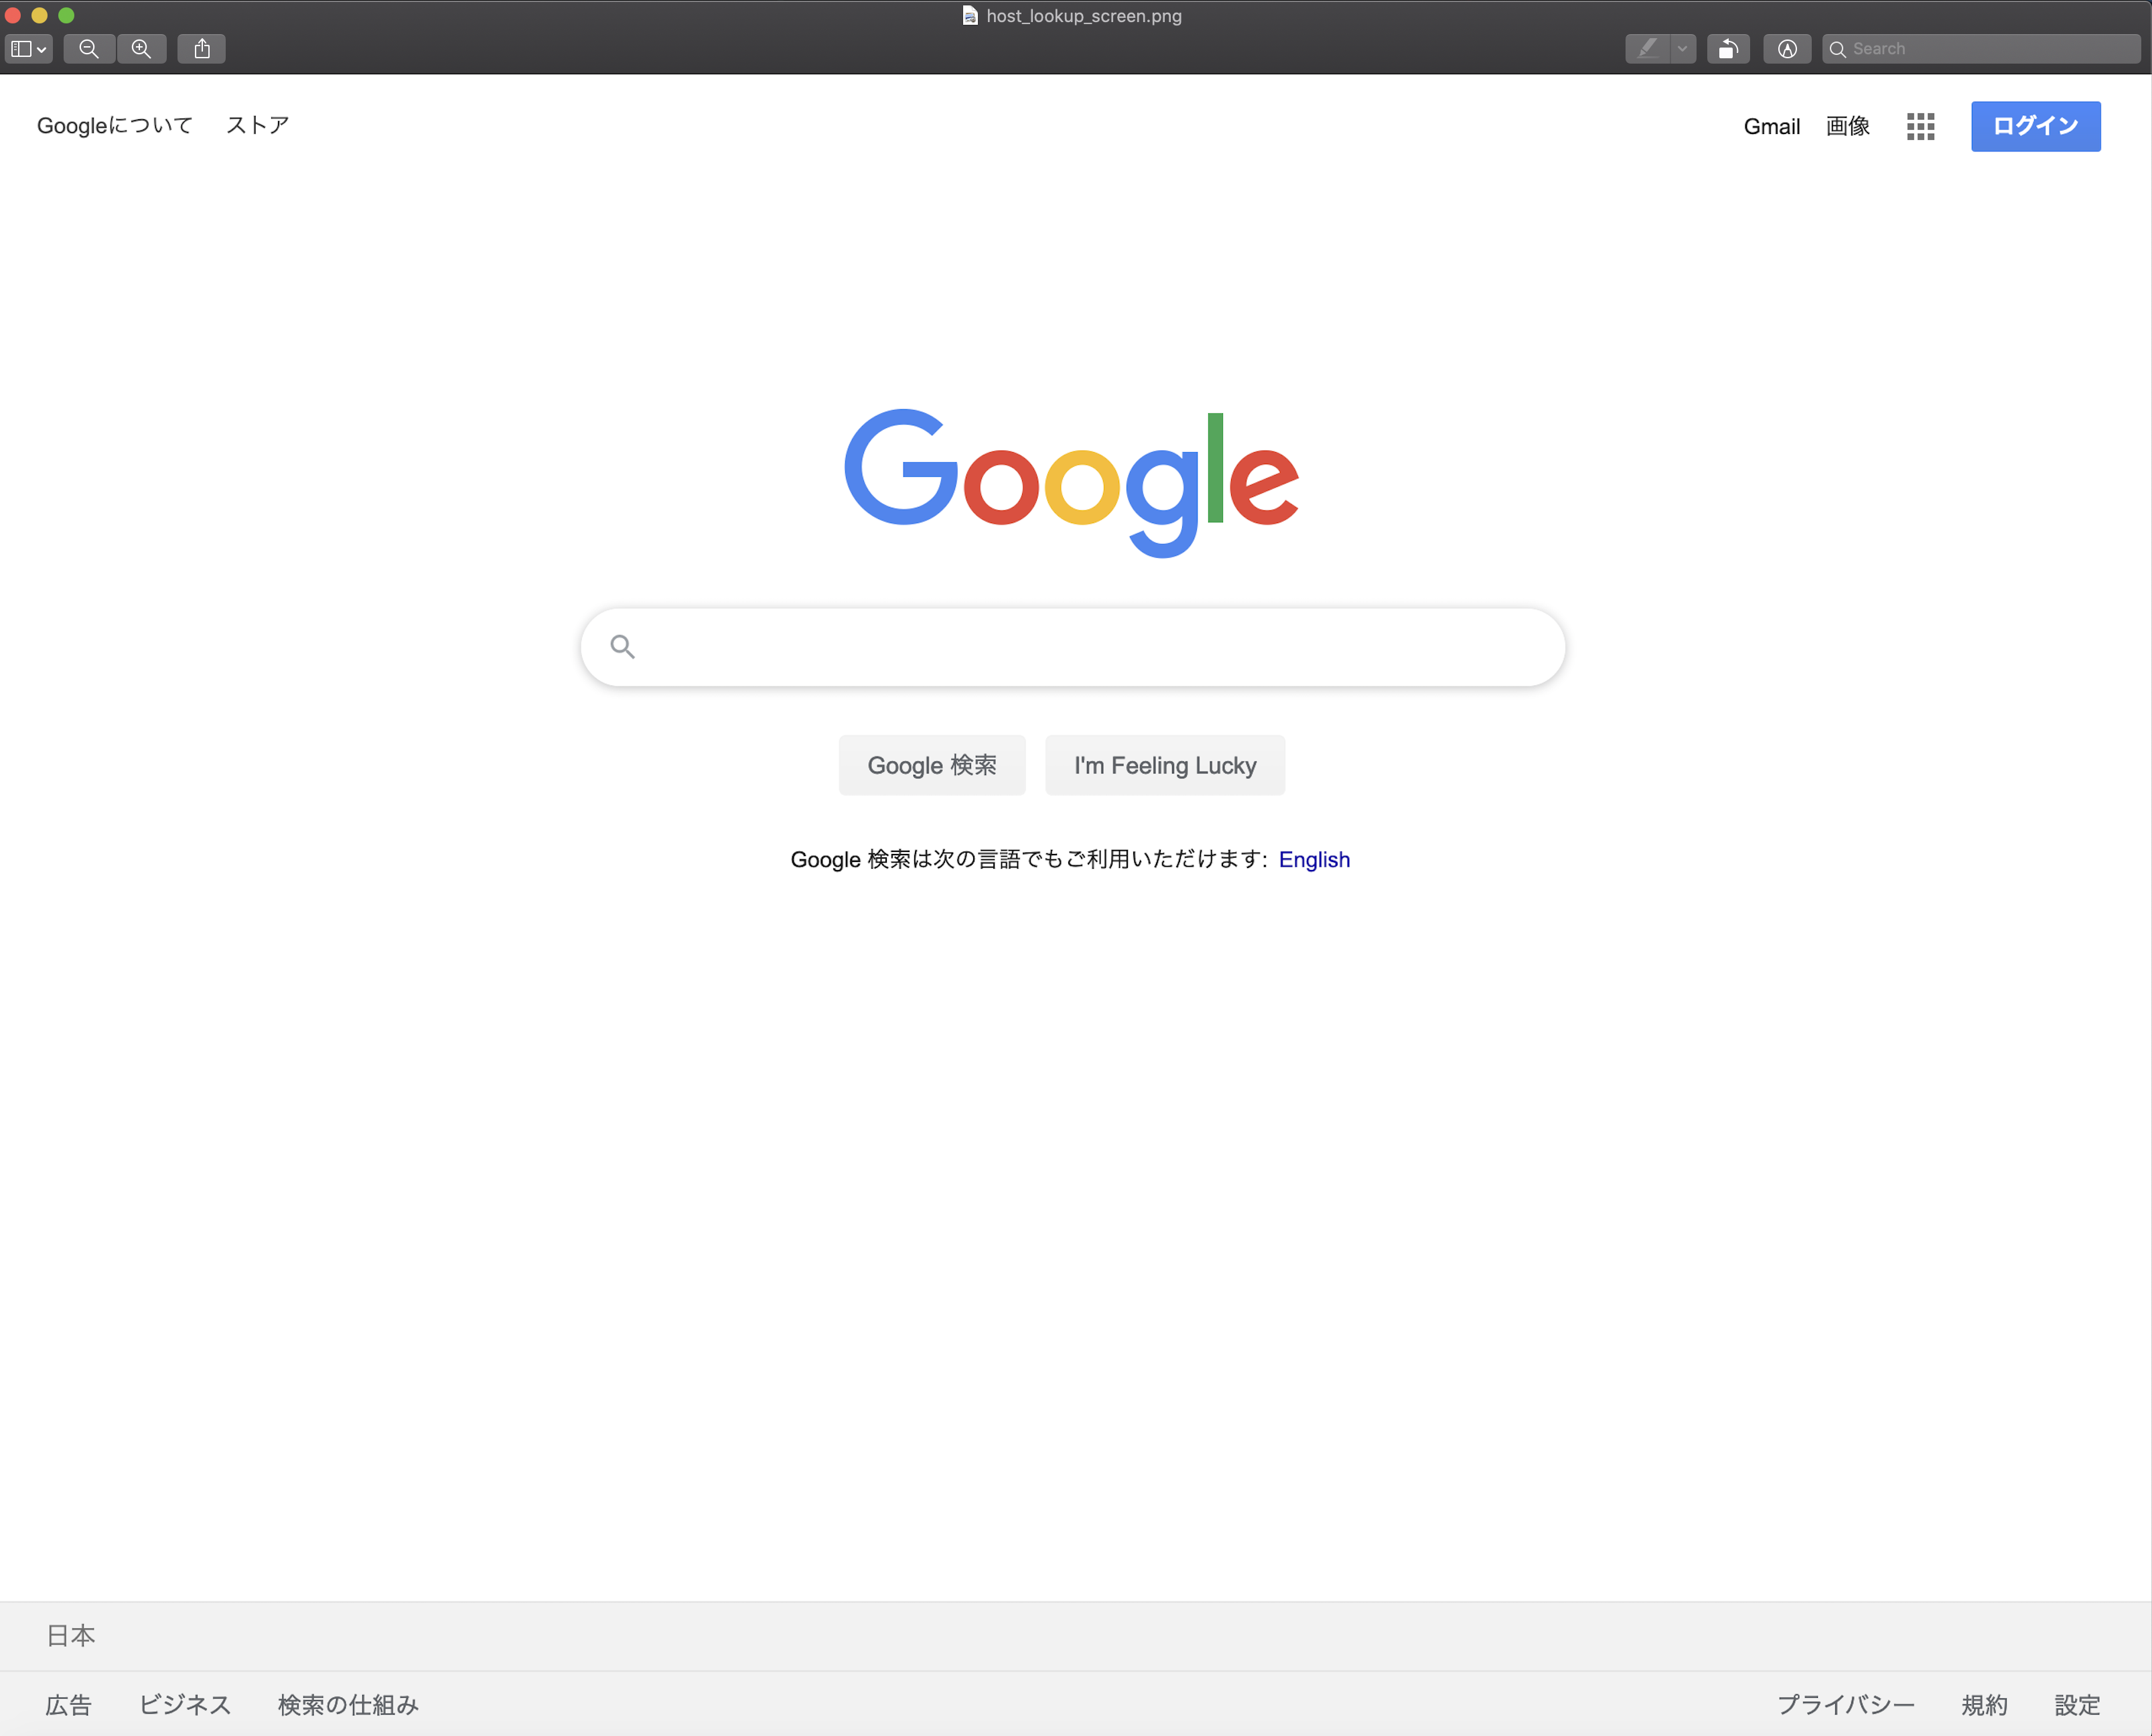 host_lookup_screen.png
Search
Googleについて ストア Gmail 画像 ログイン
Google
Google 検索 I'm Feeling Lucky
Google 検索は次の言語でもご利用いただけます: English
日本
広告 ビジネス 検索の仕組み プライバシー 規約 設定